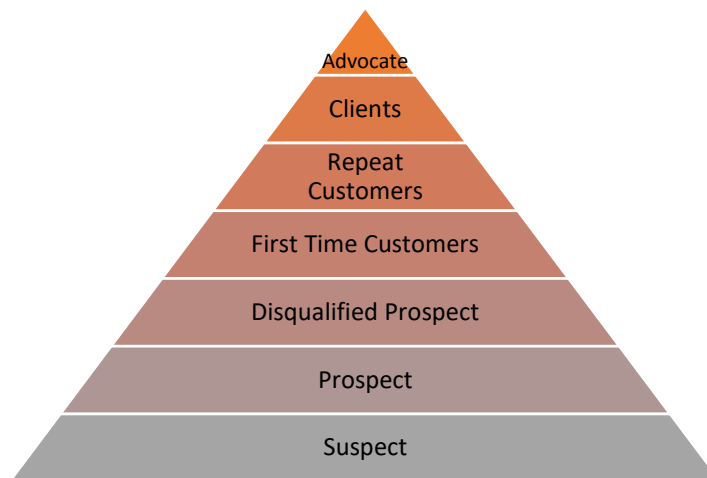 Advocate
Clients
Repeat
Customers
First Time Customers
Disqualified Prospect
Prospect
Suspect